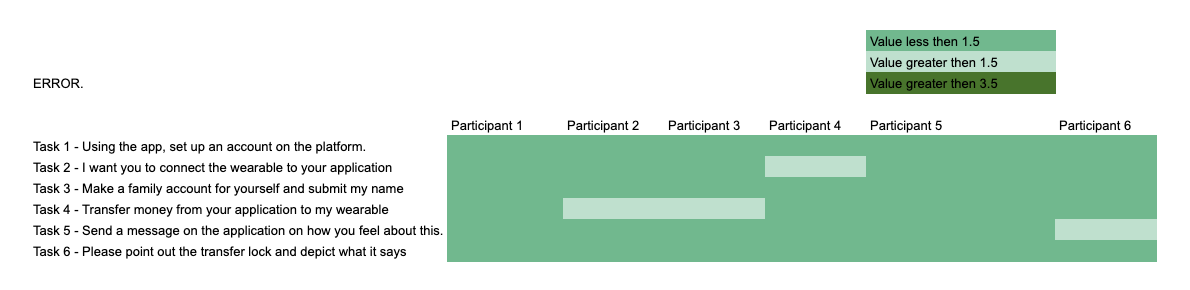 Value less then 1.5
Value greater then 1.5
ERROR.
Value greater then 3.5
Participant 1 Participant 2 Participant 3 Participant 4 Participant 5 Participant 6
Task 1 - Using the app, set up an account on the platform.
Task 2 - I want you to connect the wearable to your application
Task 3 - Make a family account for yourself and submit my name
Task 4 - Transfer money from your application to my wearable
Task 5 - Send a message on the application on how you feel about this.
Task 6 - Please point out the transfer lock and depict what it says